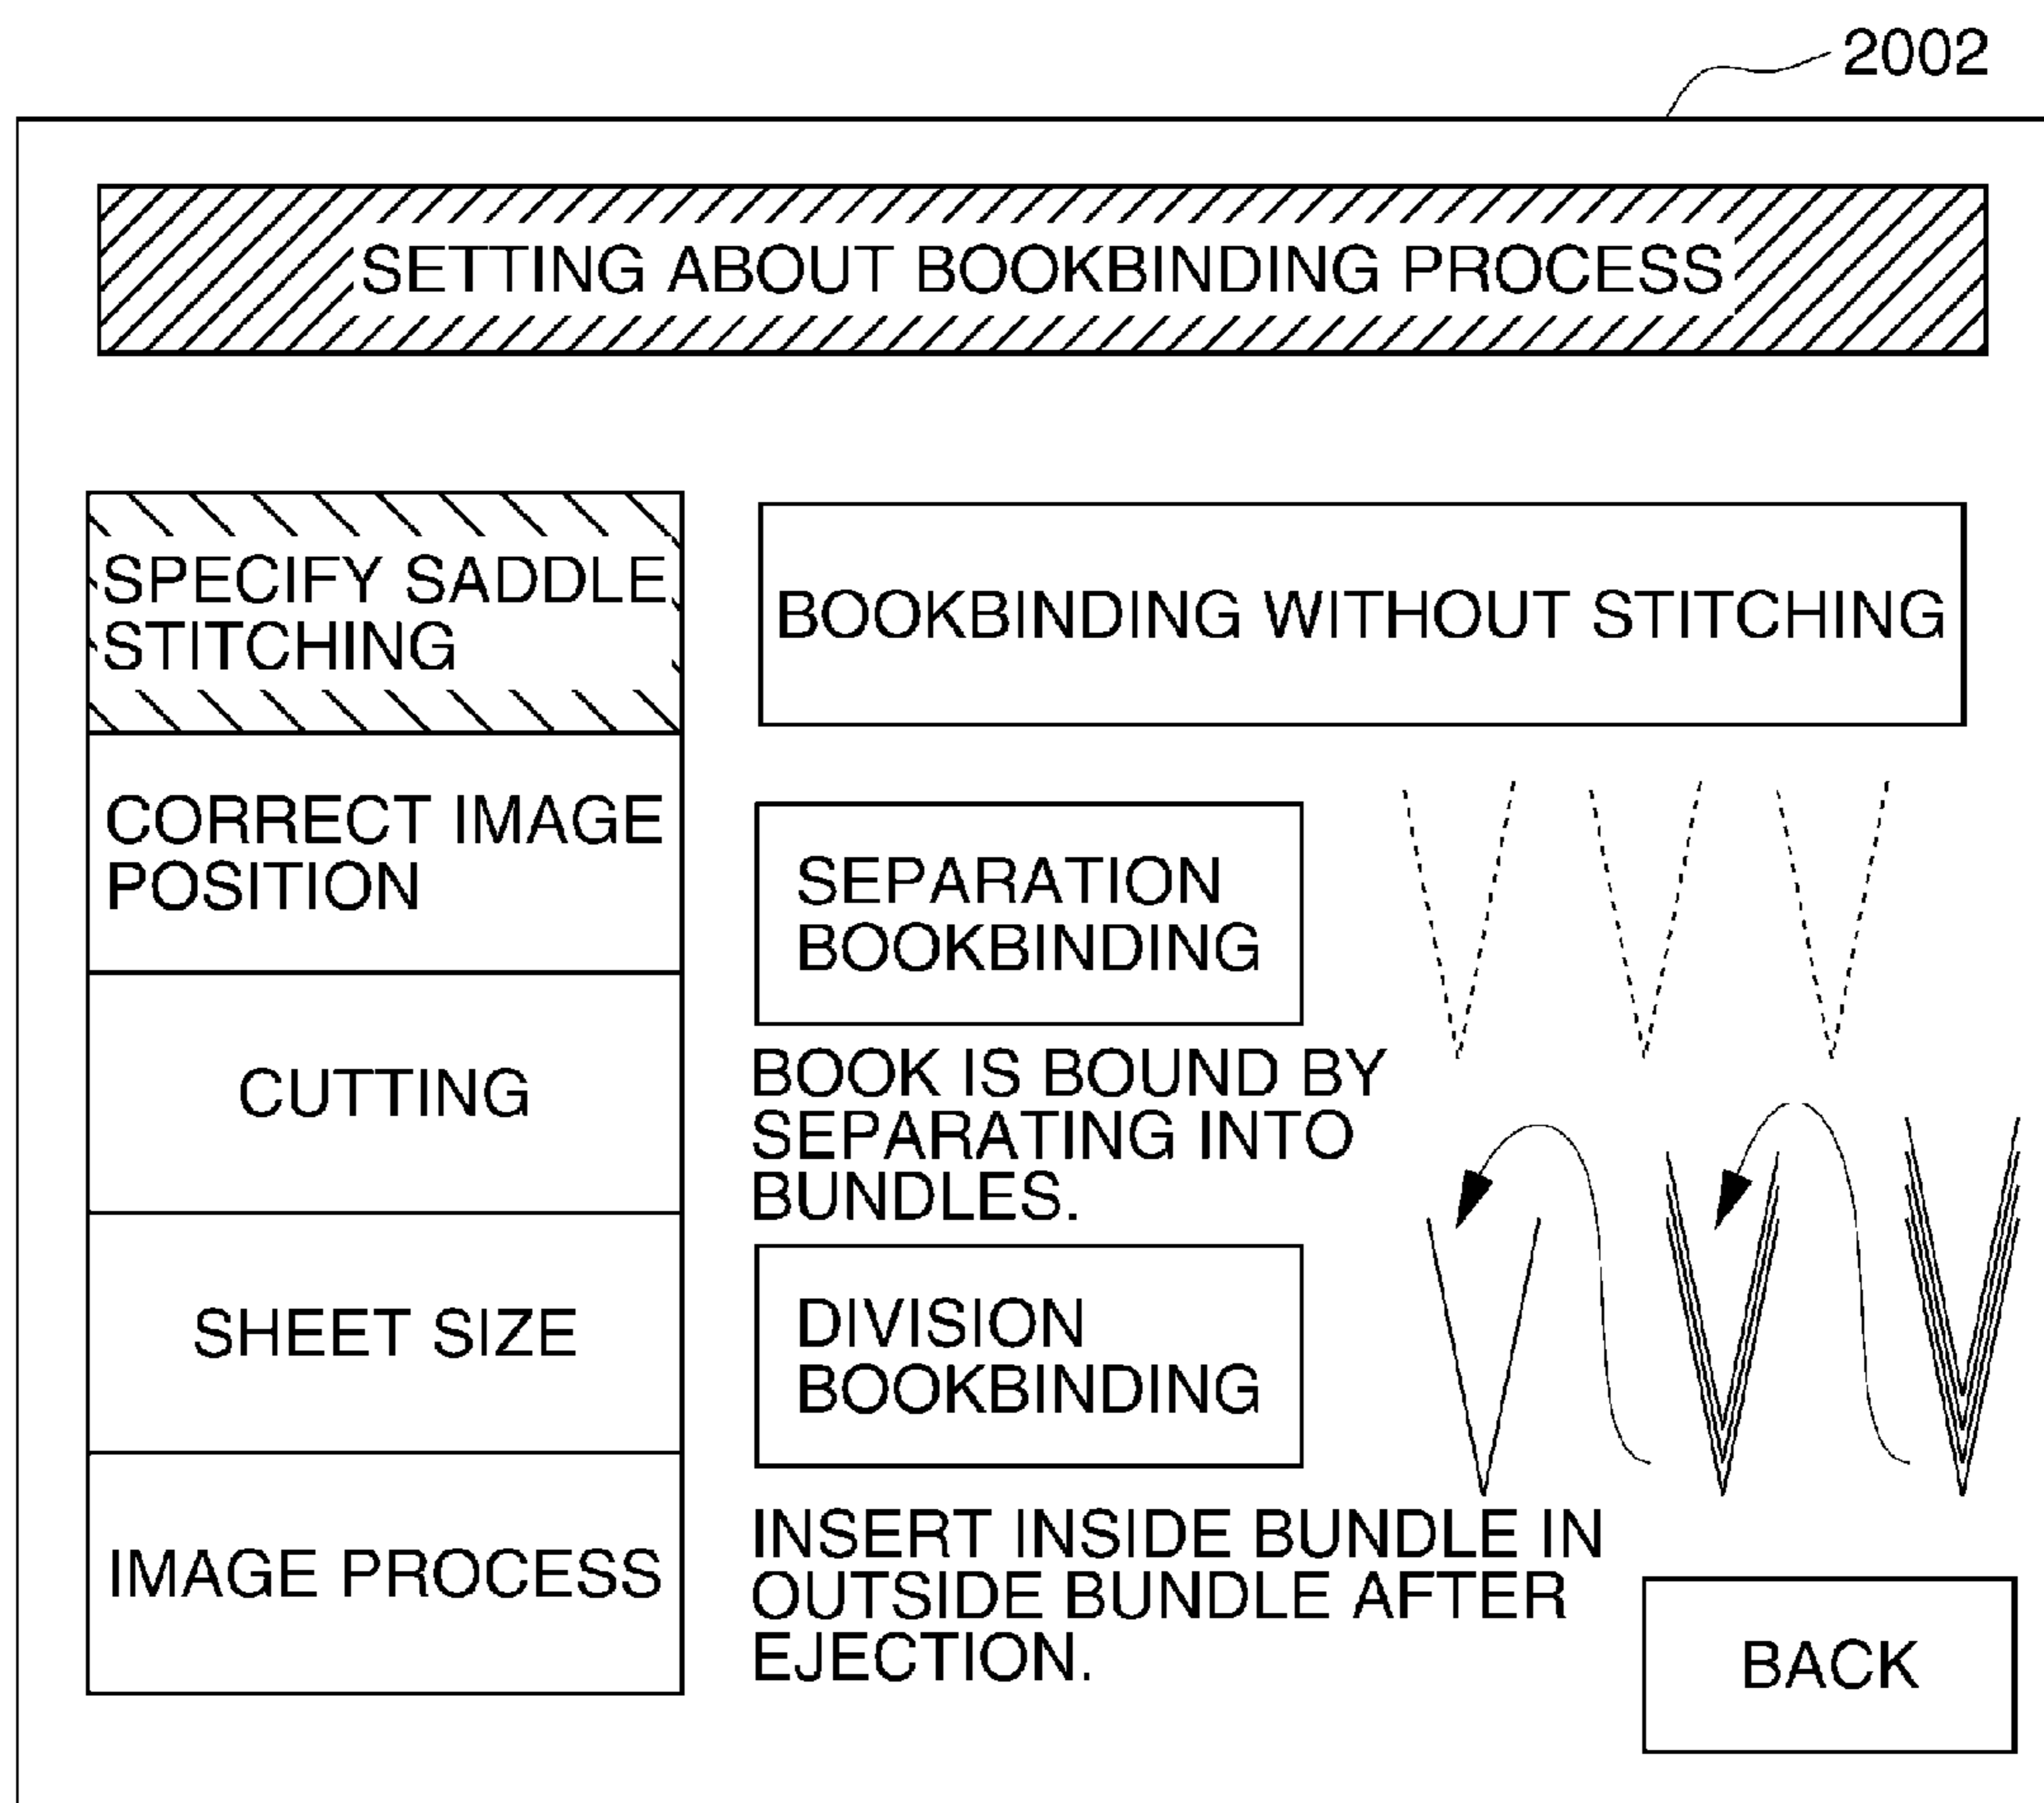 2002
SETTING ABOUT BOOKBINDING PROCESS
SPECIFY SADDLE
STITCHING
CORRECT IMAGE
POSITION
CUTTING
SHEET SIZE
IMAGE PROCESS
BOOKBINDING WITHOUT STITCHING
SEPARATION
BOOKBINDING
BOOK IS BOUND BY
SEPARATING INTO
BUNDLES.
DIVISION
BOOKBINDING
INSERT INSIDE BUNDLE IN
OUTSIDE BUNDLE AFTER
EJECTION.
BACK